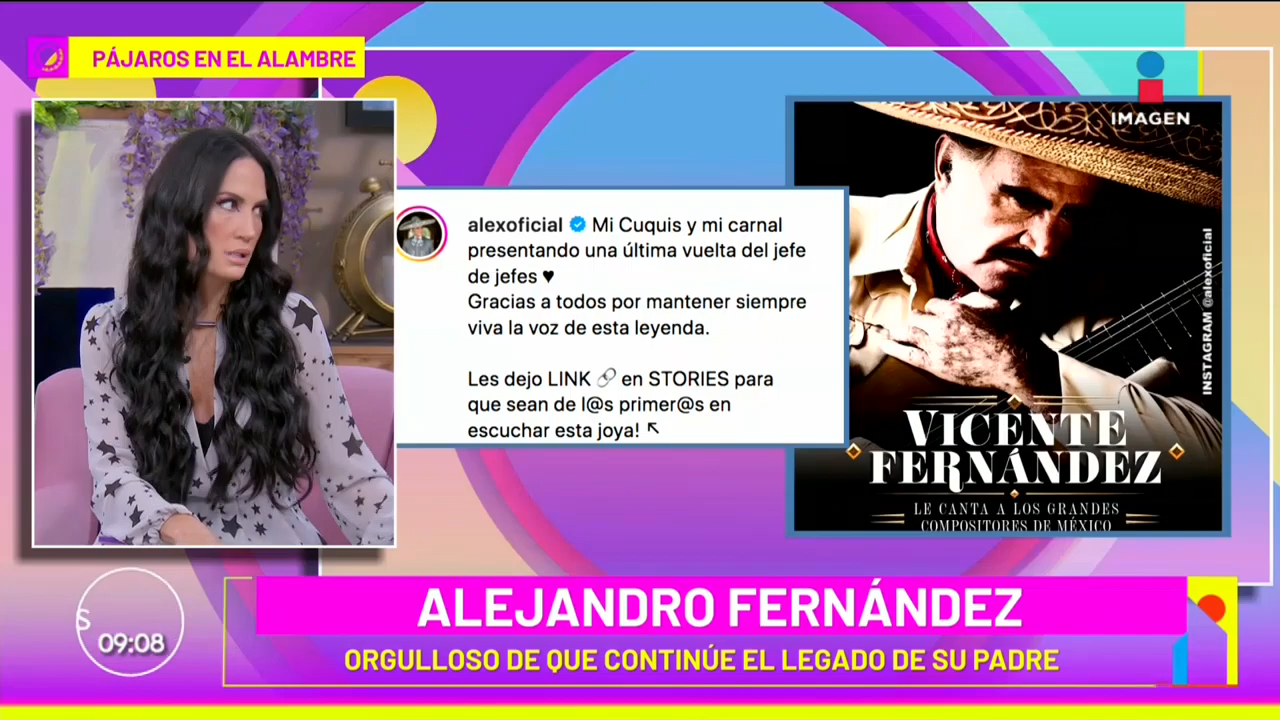 PÁJAROS EN EL ALAMBRE
IMAGEN
alexoficial Mi Cuquis y mi carnal
presentando una última vuelta del jefe
de jefes ♥
Gracias a todos por mantener siempre
viva la voz de esta leyenda.
Les dejo LINK 🔗 en STORIES para
que sean de l@s primer@s en
escuchar esta joya! ↖
INSTAGRAM @alexoficial
VICENTE
FERNÁNDEZ
LE CANTA A LOS GRANDES
COMPOSITORES DE MÉXICO
S
09:08
ALEJANDRO FERNÁNDEZ
ORGULLOSO DE QUE CONTINÚE EL LEGADO DE SU PADRE